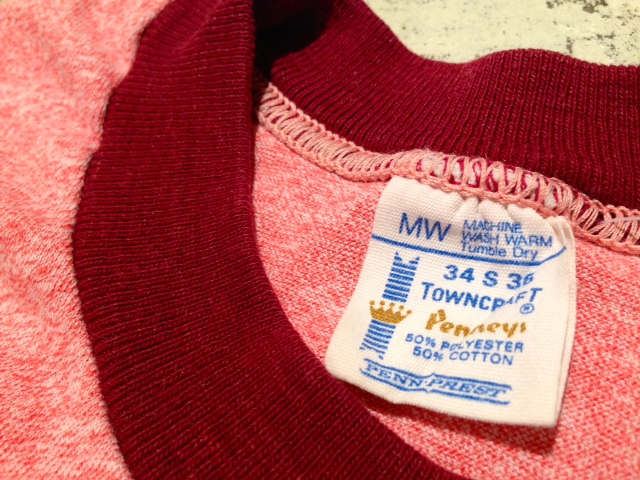 MW
MACHINE
WASH WARM
Tumble Dry
34 S 36
TOWNCRAFT®
Penneys
50% POLYESTER
50% COTTON
PENN-PREST